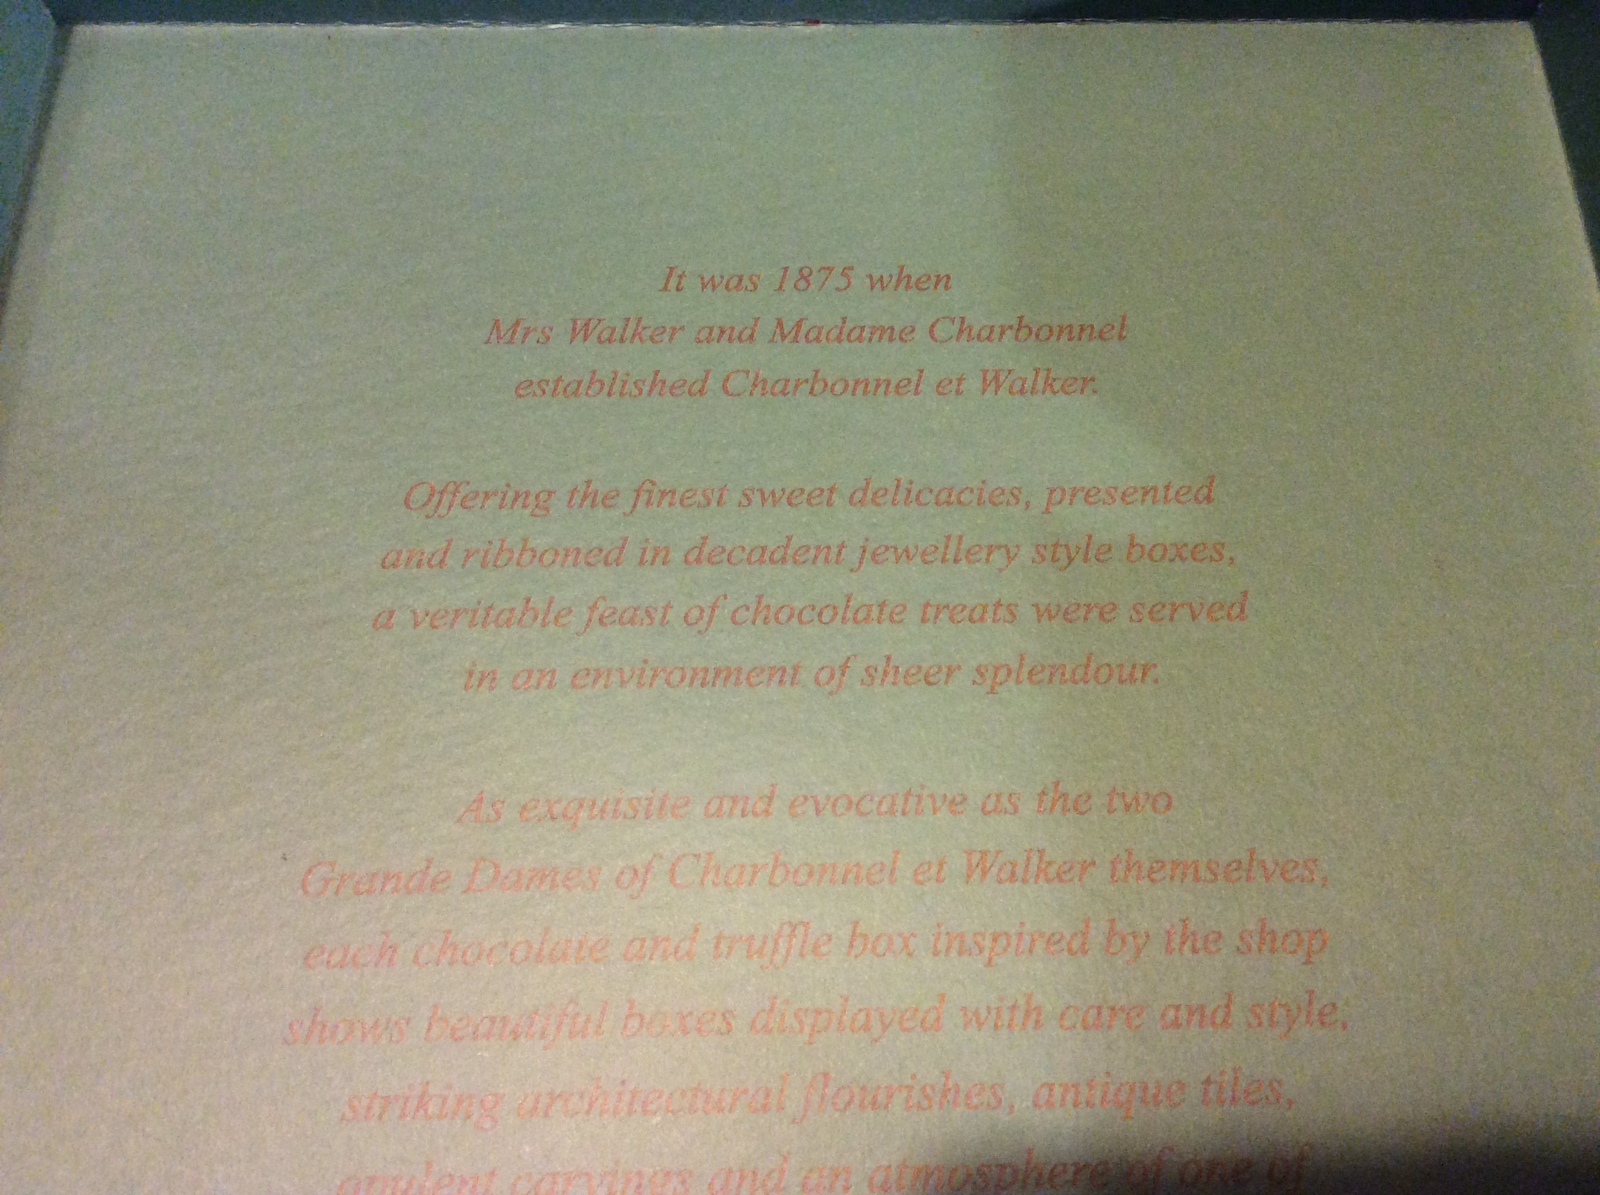 It was 1875 when
Mrs Walker and Madame Charbonnel
established Charbonnel et Walker.
Offering the finest sweet delicacies, presented
and ribboned in decadent jewellery style boxes,
a veritable feast of chocolate treats were served
in an environment of sheer splendour.
As exquisite and evocative as the two
Grande Dames of Charbonnel et Walker themselves,
each chocolate and truffle box inspired by the shop
shows beautiful boxes displayed with care and style,
striking architectural flourishes, antique tiles,
opulent carvings and an atmosphere of one of